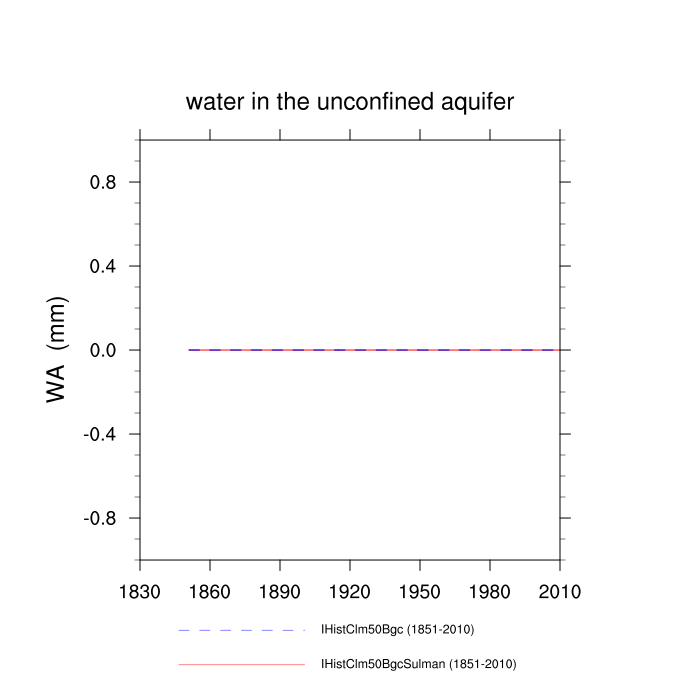 water in the unconfined aquifer
WA (mm)
0.8
0.4
0.0
-0.4
-0.8
1830 1860 1890 1920 1950 1980 2010
IHistClm50Bgc (1851-2010)
IHistClm50BgcSulman (1851-2010)